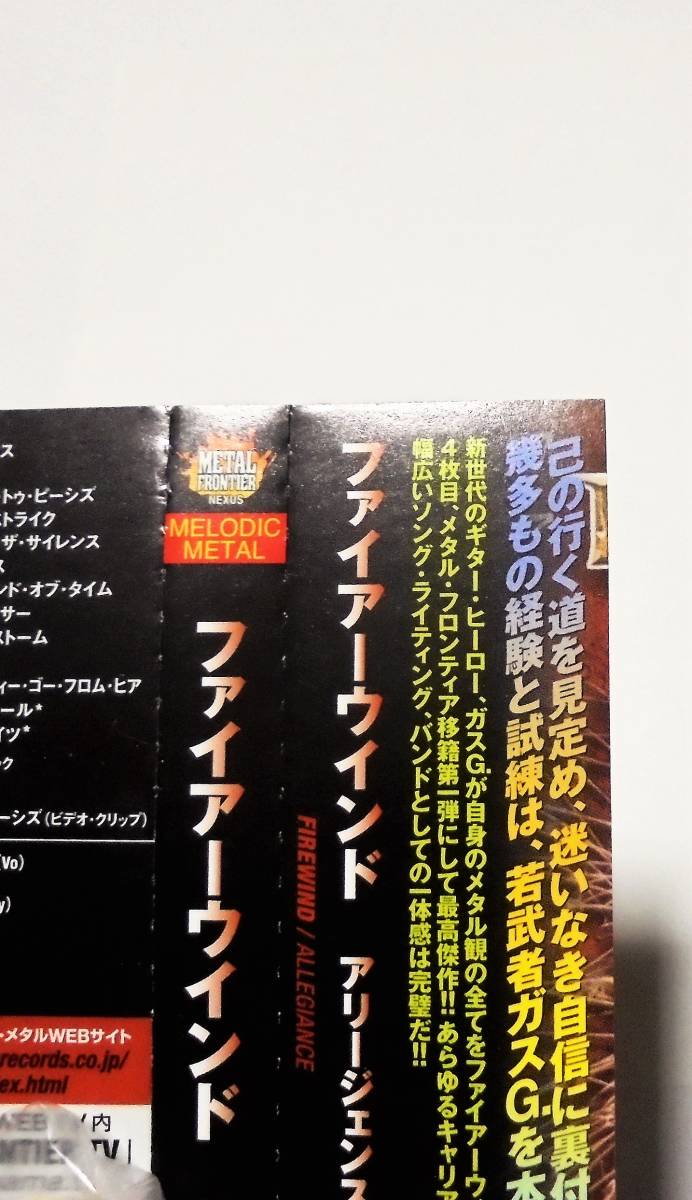 己の行く道を見定め、迷いなき自信に裏付
幾多もの経験と試練は、若武者ガスG.を本
新世代のギター・ヒーロー、ガスG.が自身のメタル観の全てをファイアーウ
4枚目、メタル・フロンティア移籍第一弾にして最高傑作!! あらゆるキャリア
幅広いソング・ライティング、バンドとしての一体感は完璧だ!!
ファイアーウインド アリージェンス
FIREWIND / ALLEGIANCE
METAL
FRONTIER
NEXUS
MELODIC
METAL
ファイアーウインド
ス
・トゥ・ピーシズ
ストライク
・ザ・サイレンス
ス
ンド・オブ・タイム
サー
ストーム
ィー・ゴー・フロム・ヒア
ール*
イツ*
ック
ーシズ(ビデオ・クリップ)
(Vo)
y)
・メタルWEBサイト
records.co.jp/
ex.html
内
TV